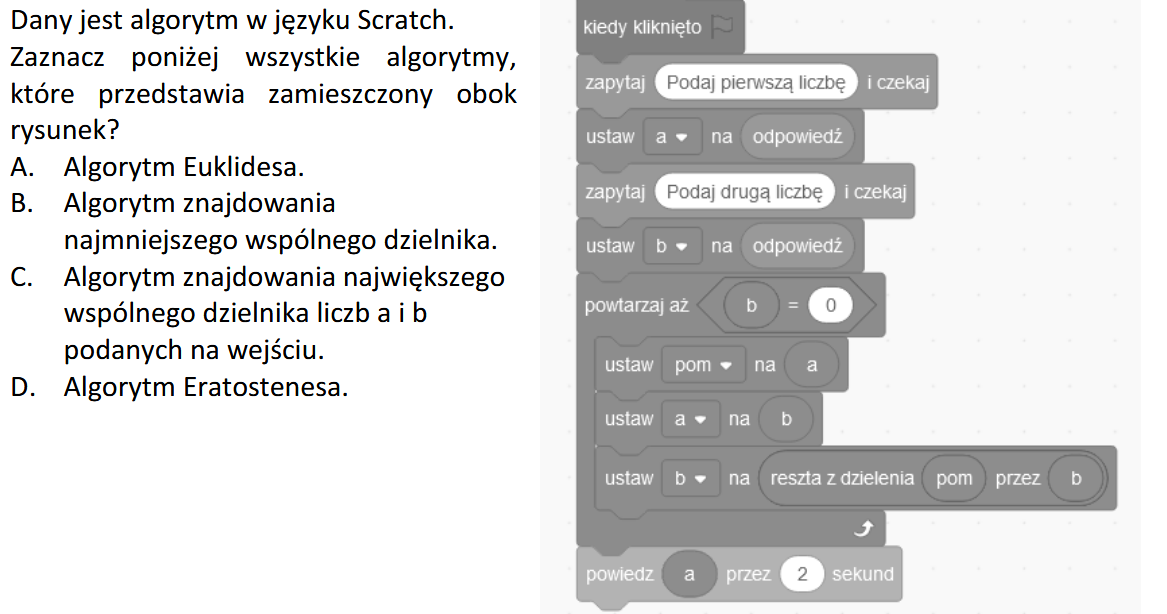 Dany jest algorytm w języku Scratch.
Zaznacz poniżej wszystkie algorytmy,
które przedstawia zamieszczony obok
rysunek?
A. Algorytm Euklidesa.
B. Algorytm znajdowania
najmniejszego wspólnego dzielnika.
C. Algorytm znajdowania największego
wspólnego dzielnika liczb a i b
podanych na wejściu.
D. Algorytm Eratostenesa.
kiedy kliknięto
zapytaj Podaj pierwszą liczbę i czekaj
ustaw a na odpowiedź
zapytaj Podaj drugą liczbę i czekaj
ustaw b na odpowiedź
powtarzaj aż b = 0
ustaw pom na a
ustaw a na b
ustaw b na reszta z dzielenia pom przez b
powiedz a przez 2 sekund